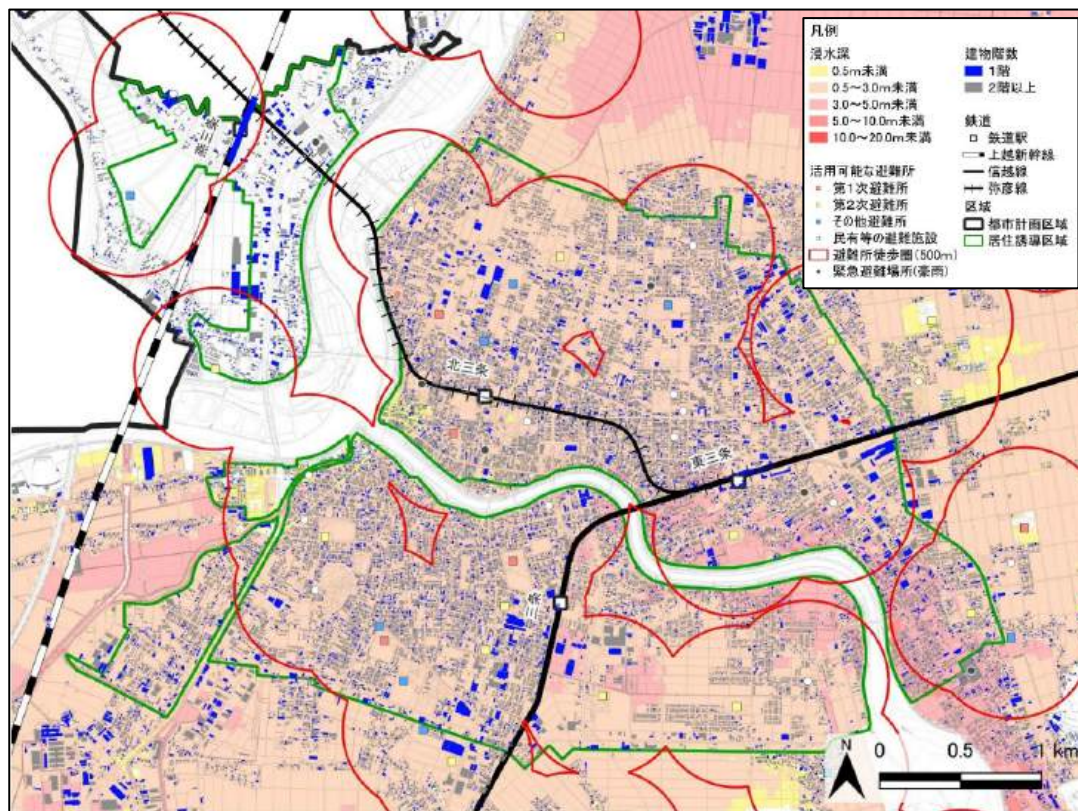 凡例
浸水深
0.5m未満
0.5～3.0m未満
3.0～5.0m未満
5.0～10.0m未満
10.0～20.0m未満
活用可能な避難所
第1次避難所
第2次避難所
その他避難所
民有等の避難施設
避難所徒歩圏(500m)
緊急避難場所(豪雨)
建物階数
1階
2階以上
鉄道
鉄道駅
上越新幹線
信越線
弥彦線
区域
都市計画区域
居住誘導区域
北三条
東三条
三条
N
0 0.5 1 km